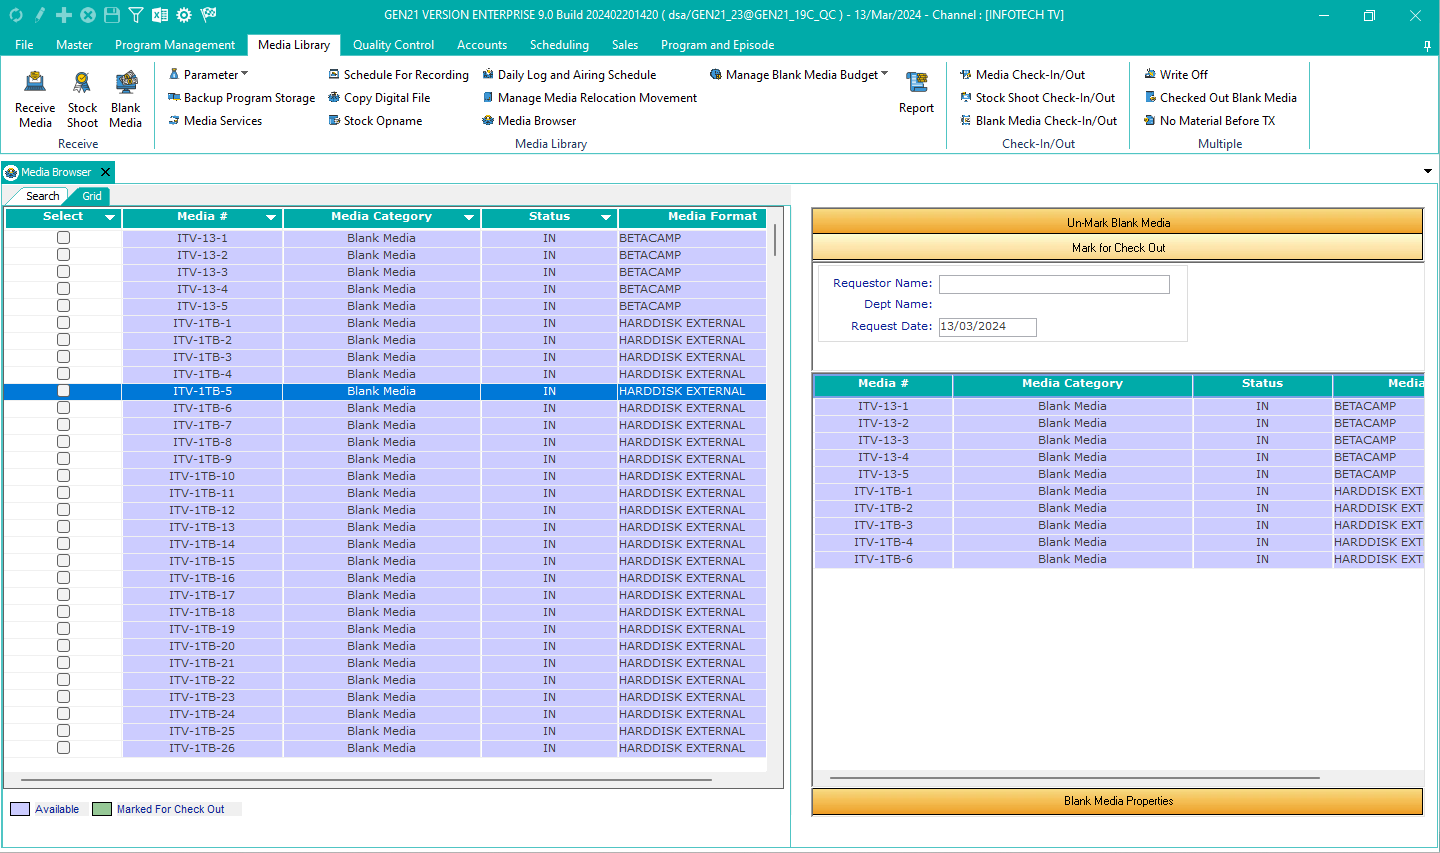 GEN21 VERSION ENTERPRISE 9.0 Build 202402201420 ( dsa/GEN21_23@GEN21_19C_QC ) - 13/Mar/2024 - Channel : [INFOTECH TV]
File Master Program Management Media Library Quality Control Accounts Scheduling Sales Program and Episode
Receive Media
Stock Shoot
Blank Media
Receive
Parameter
Backup Program Storage
Media Services
Schedule For Recording
Copy Digital File
Stock Opname
Daily Log and Airing Schedule
Manage Media Relocation Movement
Media Browser
Manage Blank Media Budget
Report
Media Library
Media Check-In/Out
Stock Shoot Check-In/Out
Blank Media Check-In/Out
Check-In/Out
Write Off
Checked Out Blank Media
No Material Before TX
Multiple
Media Browser
Search Grid
Select Media # Media Category Status Media Format
ITV-13-1 Blank Media IN BETACAMP
ITV-13-2 Blank Media IN BETACAMP
ITV-13-3 Blank Media IN BETACAMP
ITV-13-4 Blank Media IN BETACAMP
ITV-13-5 Blank Media IN BETACAMP
ITV-1TB-1 Blank Media IN HARDDISK EXTERNAL
ITV-1TB-2 Blank Media IN HARDDISK EXTERNAL
ITV-1TB-3 Blank Media IN HARDDISK EXTERNAL
ITV-1TB-4 Blank Media IN HARDDISK EXTERNAL
ITV-1TB-5 Blank Media IN HARDDISK EXTERNAL
ITV-1TB-6 Blank Media IN HARDDISK EXTERNAL
ITV-1TB-7 Blank Media IN HARDDISK EXTERNAL
ITV-1TB-8 Blank Media IN HARDDISK EXTERNAL
ITV-1TB-9 Blank Media IN HARDDISK EXTERNAL
ITV-1TB-10 Blank Media IN HARDDISK EXTERNAL
ITV-1TB-11 Blank Media IN HARDDISK EXTERNAL
ITV-1TB-12 Blank Media IN HARDDISK EXTERNAL
ITV-1TB-13 Blank Media IN HARDDISK EXTERNAL
ITV-1TB-14 Blank Media IN HARDDISK EXTERNAL
ITV-1TB-15 Blank Media IN HARDDISK EXTERNAL
ITV-1TB-16 Blank Media IN HARDDISK EXTERNAL
ITV-1TB-17 Blank Media IN HARDDISK EXTERNAL
ITV-1TB-18 Blank Media IN HARDDISK EXTERNAL
ITV-1TB-19 Blank Media IN HARDDISK EXTERNAL
ITV-1TB-20 Blank Media IN HARDDISK EXTERNAL
ITV-1TB-21 Blank Media IN HARDDISK EXTERNAL
ITV-1TB-22 Blank Media IN HARDDISK EXTERNAL
ITV-1TB-23 Blank Media IN HARDDISK EXTERNAL
ITV-1TB-24 Blank Media IN HARDDISK EXTERNAL
ITV-1TB-25 Blank Media IN HARDDISK EXTERNAL
ITV-1TB-26 Blank Media IN HARDDISK EXTERNAL
Available Marked For Check Out
Un-Mark Blank Media
Mark for Check Out
Requestor Name:
Dept Name:
Request Date: 13/03/2024
Media # Media Category Status Media
ITV-13-1 Blank Media IN BETACAMP
ITV-13-2 Blank Media IN BETACAMP
ITV-13-3 Blank Media IN BETACAMP
ITV-13-4 Blank Media IN BETACAMP
ITV-13-5 Blank Media IN BETACAMP
ITV-1TB-1 Blank Media IN HARDDISK EXT
ITV-1TB-2 Blank Media IN HARDDISK EXT
ITV-1TB-3 Blank Media IN HARDDISK EXT
ITV-1TB-4 Blank Media IN HARDDISK EXT
ITV-1TB-6 Blank Media IN HARDDISK EXT
Blank Media Properties